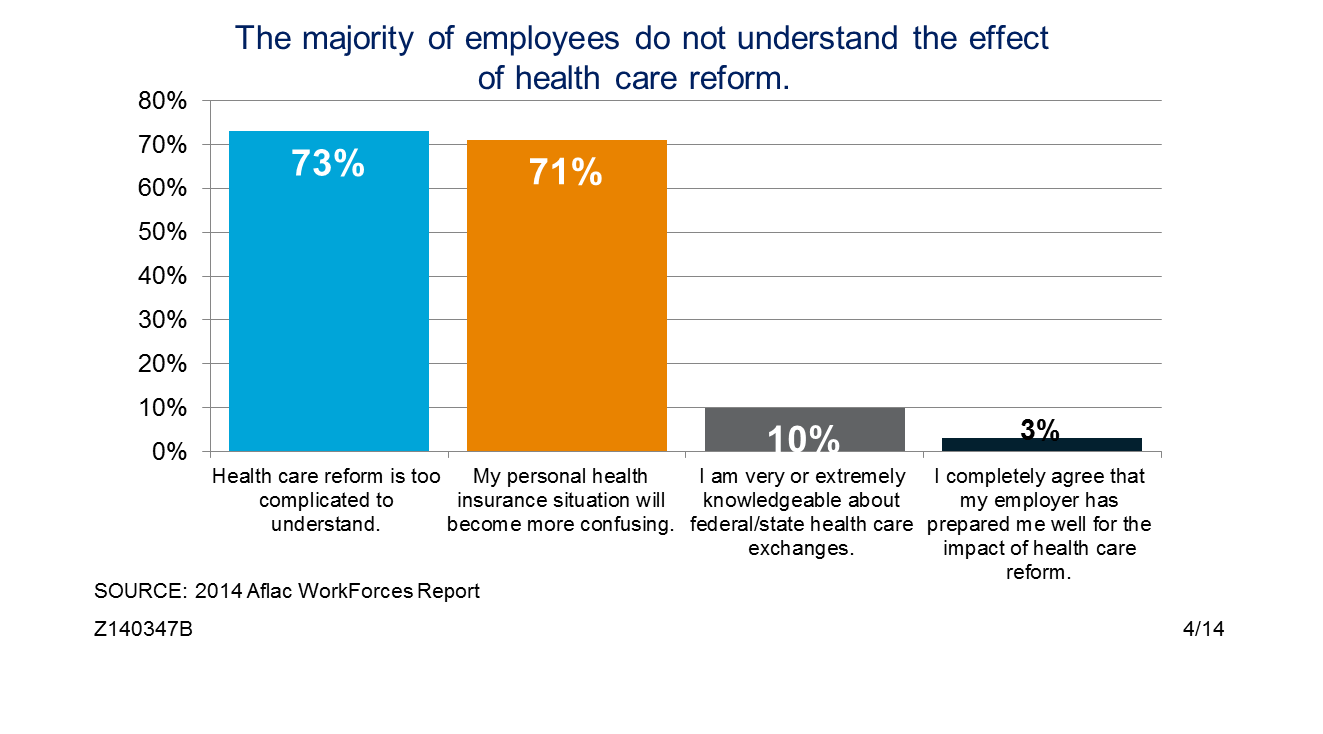 The majority of employees do not understand the effect
of health care reform.
80%
70%
60%
50%
40%
30%
20%
10%
0%
73%
71%
10%
3%
Health care reform is too
complicated to
understand.
My personal health
insurance situation will
become more confusing.
I am very or extremely
knowledgeable about
federal/state health care
exchanges.
I completely agree that
my employer has
prepared me well for the
impact of health care
reform.
SOURCE: 2014 Aflac WorkForces Report
Z140347B
4/14